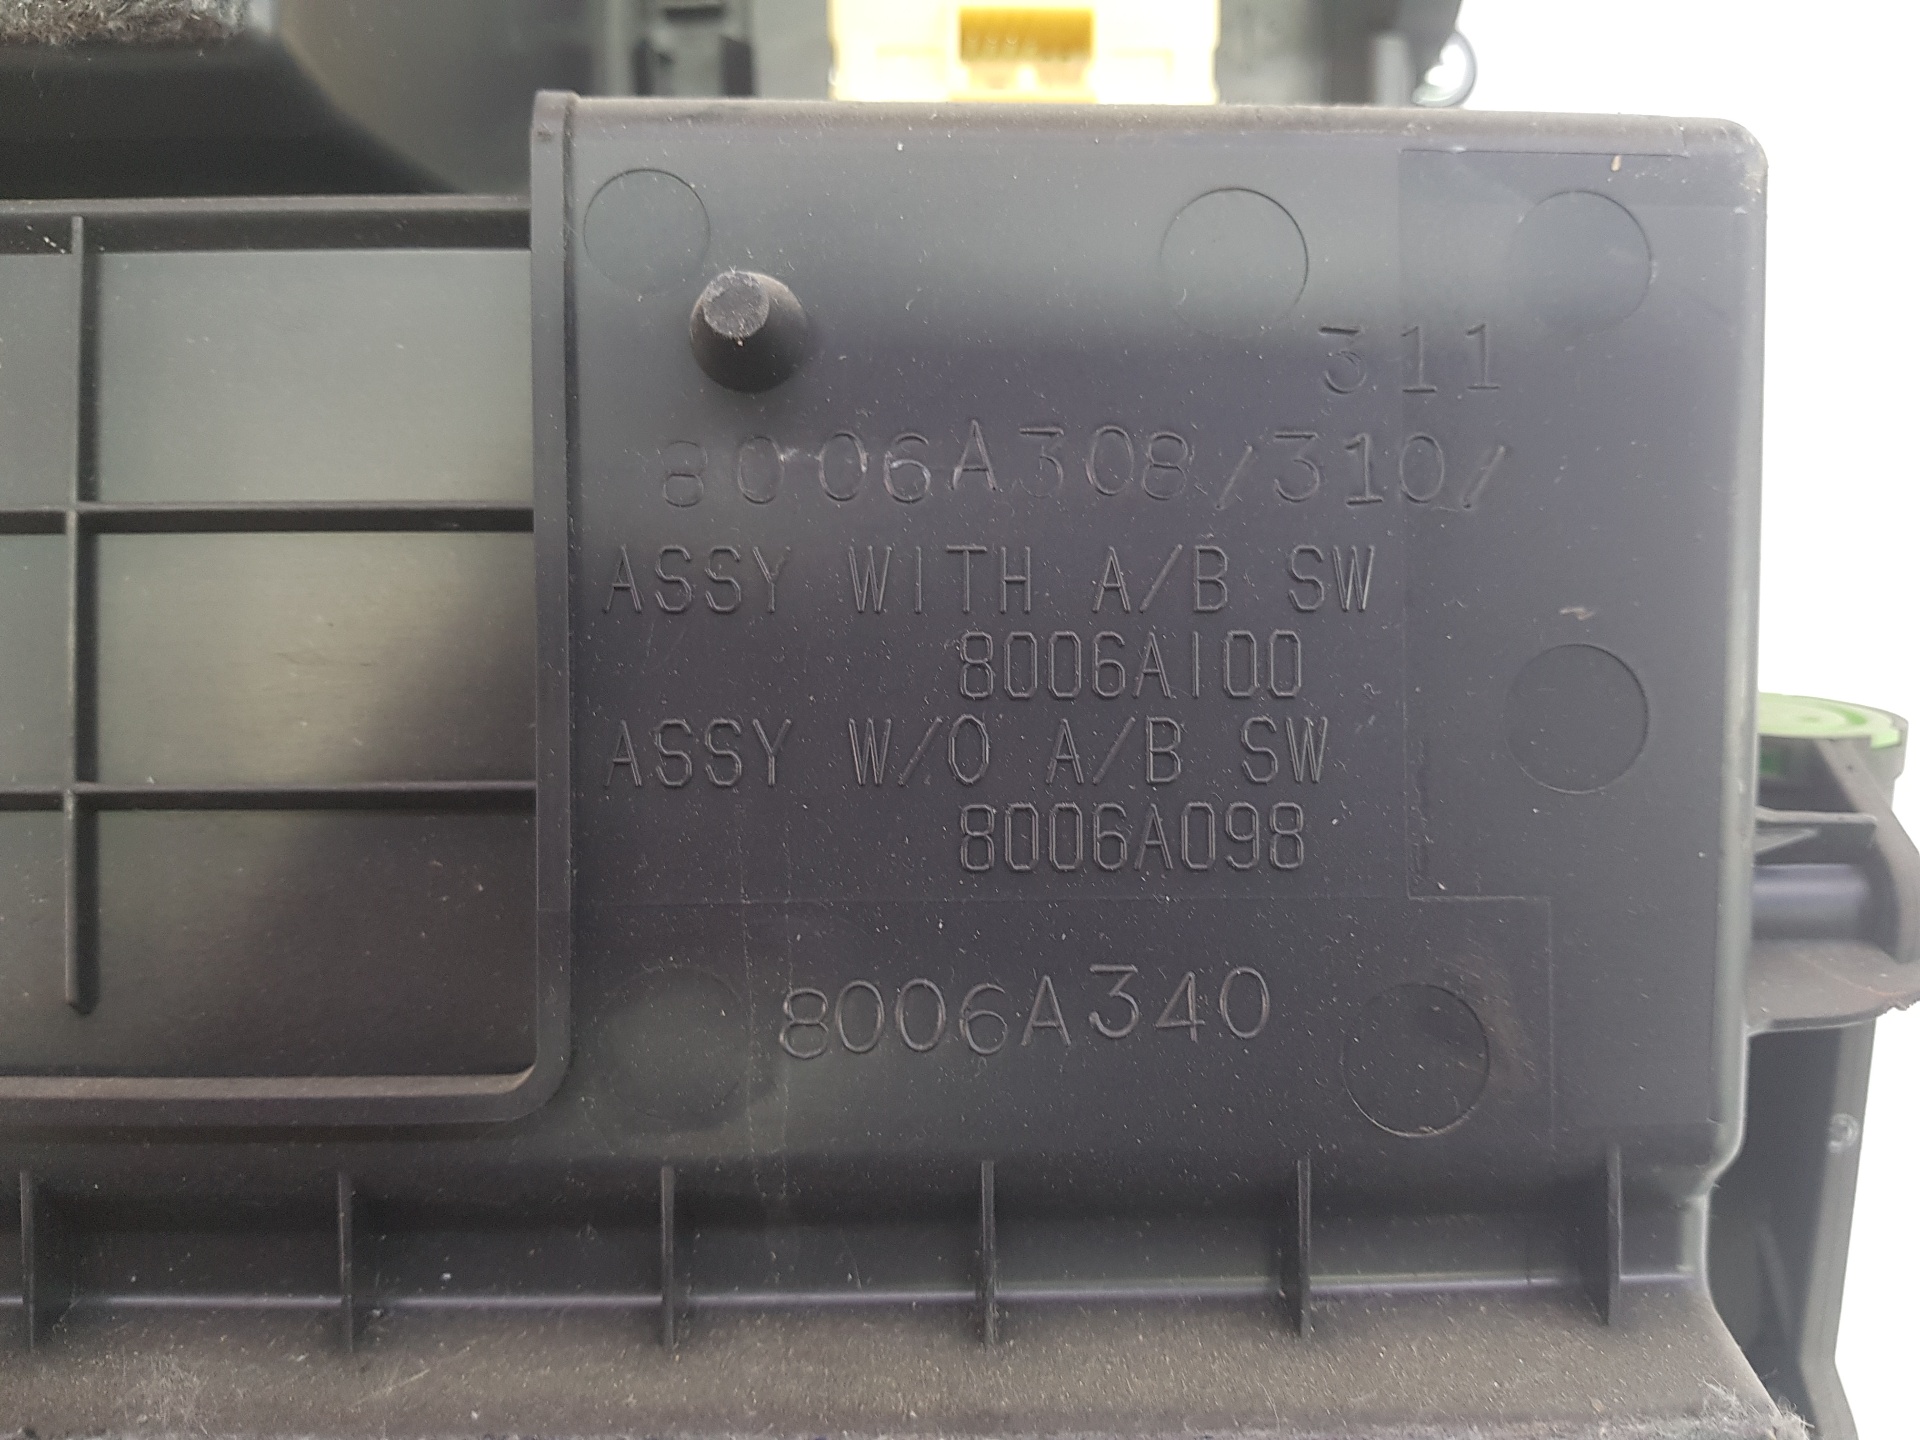 311
8006A308/310/
ASSY WITH A/B SW
8006A100
ASSY W/O A/B SW
8006A098
8006A340